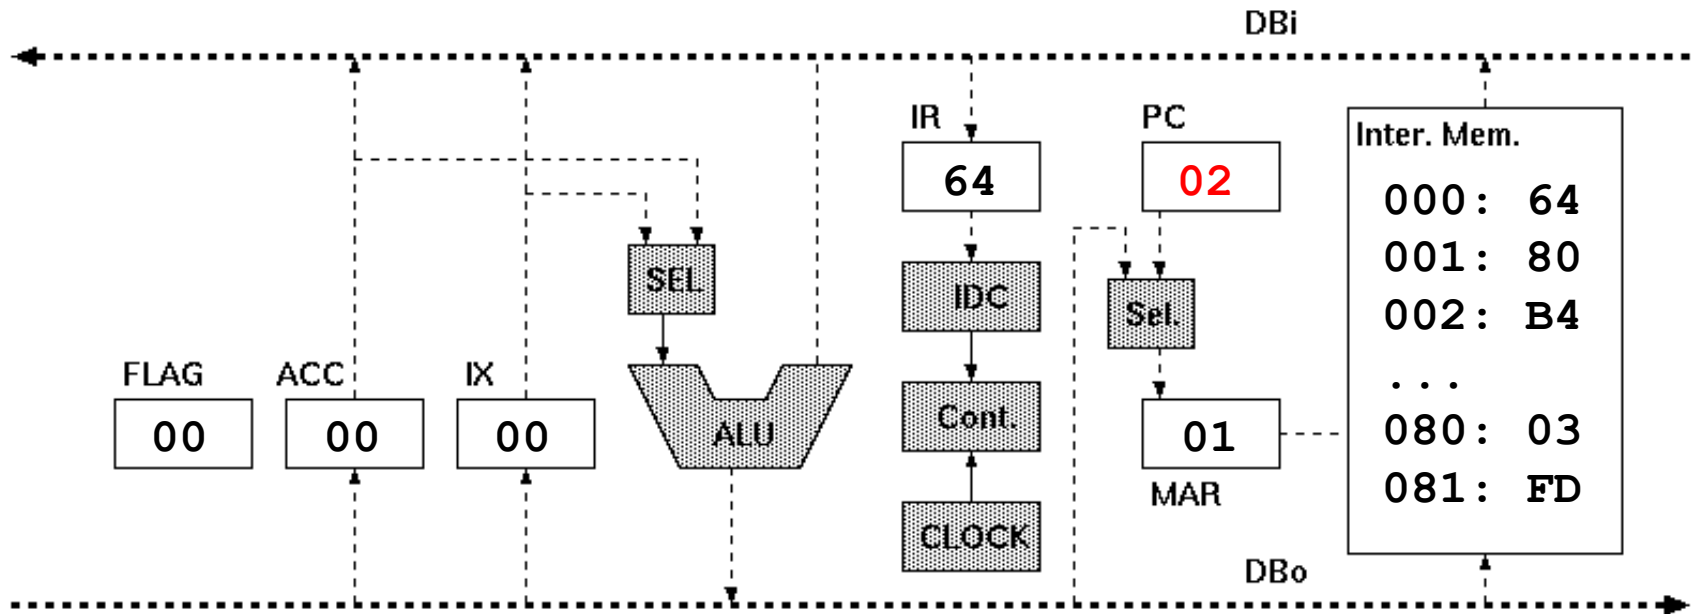 DBi
IR
PC
Inter. Mem.
64
02
000: 64
001: 80
SEL
IDC
Sel.
002: B4
FLAG
ACC
IX
...
00
00
00
ALU
Cont.
01
080: 03
081: FD
MAR
CLOCK
DBo